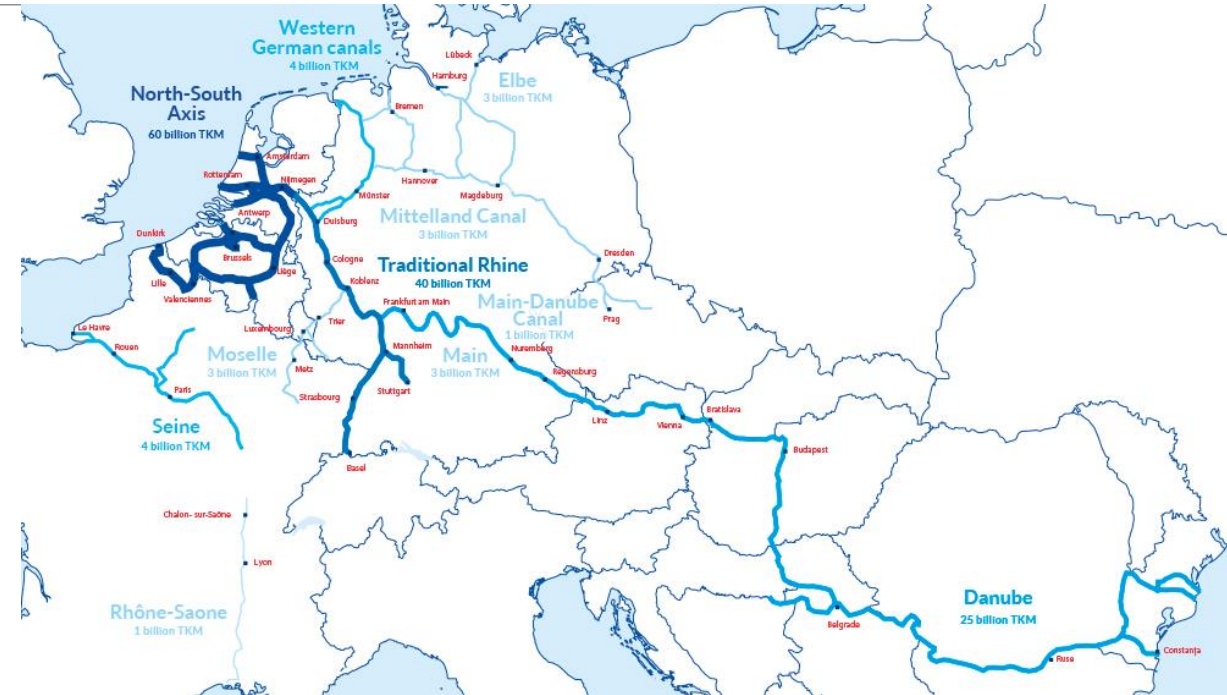 Western
German canals
4 billion TKM
Lübeck
Hamburg
Elbe
3 billion TKM
North-South
Axis
60 billion TKM
Bremen
Amsterdam
Rotterdam
Nijmegen
Hannover
Magdeburg
Münster
Antwerp
Mittelland Canal
3 billion TKM
Duisburg
Dunkirk
Brussels
Cologne
Dresden
Liège
Traditional Rhine
40 billion TKM
Lille
Valenciennes
Koblenz
Frankfurt am Main
Main-Danube
Canal
1 billion TKM
Prag
Le Havre
Luxembourg
Trier
Rouen
Moselle
3 billion TKM
Mannheim
Main
3 billion TKM
Nuremberg
Metz
Regensburg
Paris
Strasbourg
Stuttgart
Seine
4 billion TKM
Linz
Vienna
Bratislava
Basel
Budapest
Chalon- sur-Saône
Lyon
Rhône-Saone
1 billion TKM
Danube
25 billion TKM
Belgrade
Ruse
Constanța